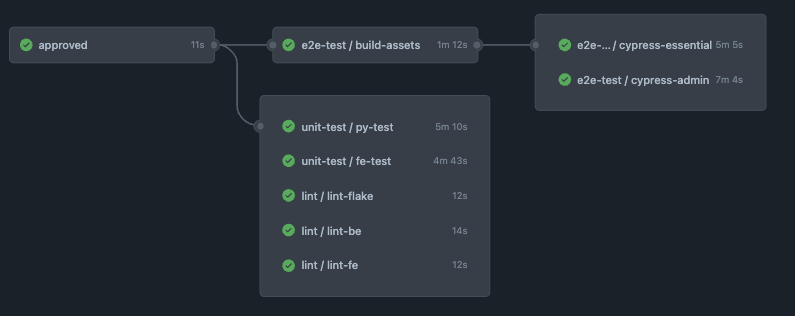 approved 11s
e2e-test / build-assets 1m 12s
e2e-... / cypress-essential 5m 5s
e2e-test / cypress-admin 7m 4s
unit-test / py-test 5m 10s
unit-test / fe-test 4m 43s
lint / lint-flake 12s
lint / lint-be 14s
lint / lint-fe 12s